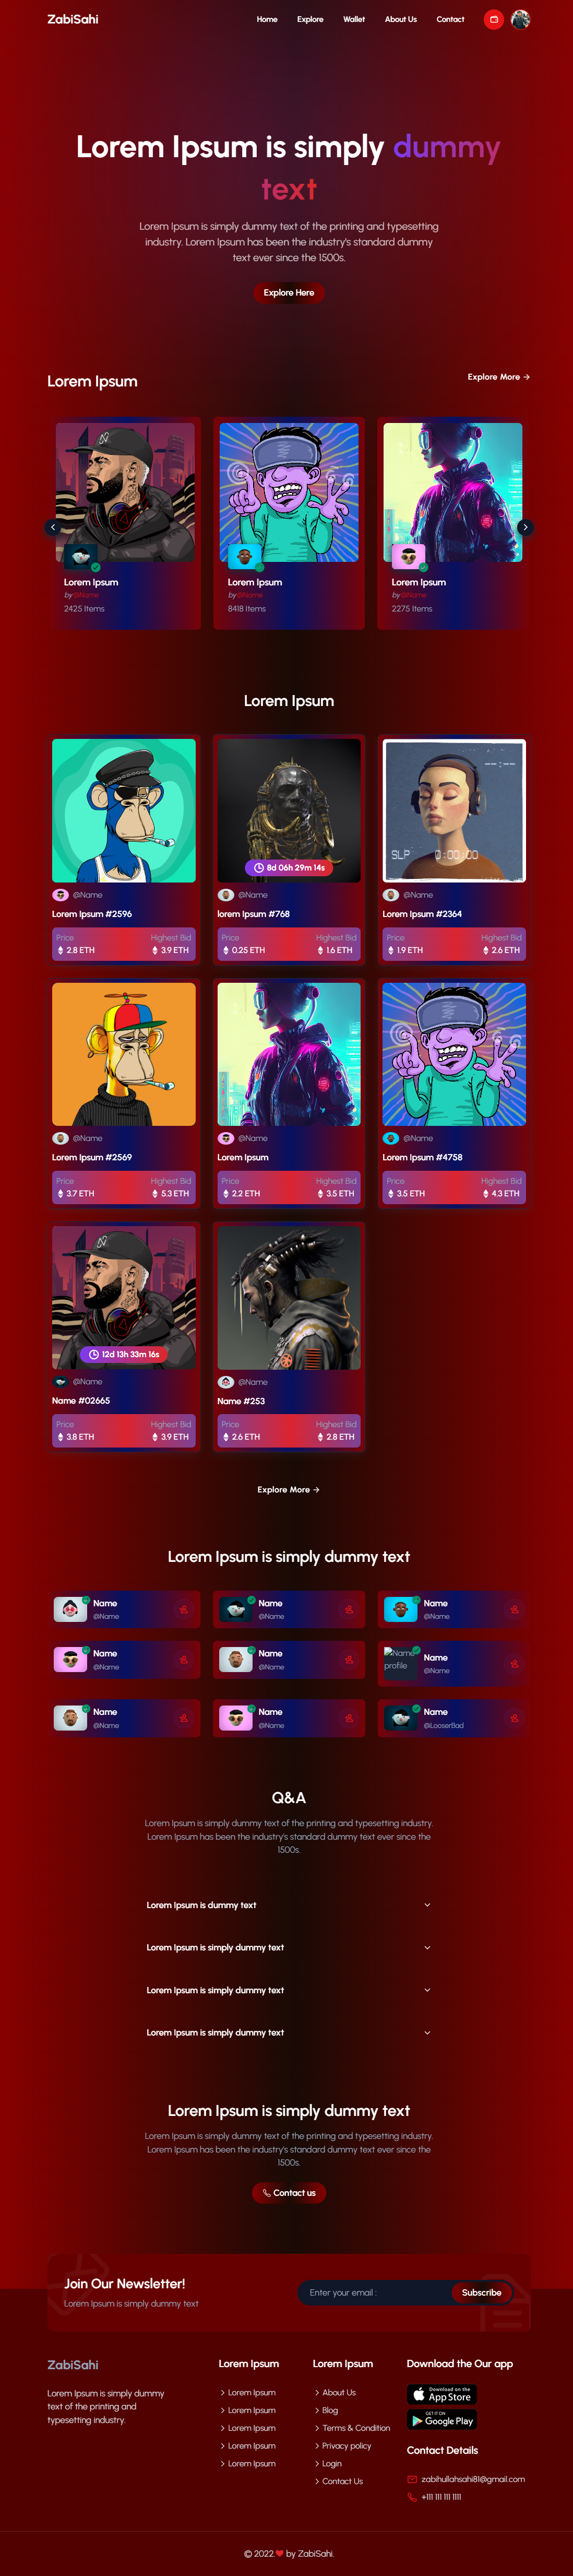 ZabiSahi
Home Explore Wallet About Us Contact
Lorem Ipsum is simply dummy
text
Lorem Ipsum is simply dummy text of the printing and typesetting
industry. Lorem Ipsum has been the industry's standard dummy
text ever since the 1500s.
Explore Here
Lorem Ipsum
Explore More →
Lorem Ipsum
by @Name
2425 Items
Lorem Ipsum
by @Name
8418 Items
Lorem Ipsum
by @Name
2275 Items
Lorem Ipsum
@Name
Lorem Ipsum #2596
Price Highest Bid
2.8 ETH 3.9 ETH
8d 06h 29m 14s
@Name
lorem Ipsum #768
Price Highest Bid
0.25 ETH 1.6 ETH
--:--
SLP 0:00:00
@Name
Lorem Ipsum #2364
Price Highest Bid
1.9 ETH 2.6 ETH
@Name
Lorem Ipsum #2569
Price Highest Bid
3.7 ETH 5.3 ETH
@Name
Lorem Ipsum
Price Highest Bid
2.2 ETH 3.5 ETH
@Name
Lorem Ipsum #4758
Price Highest Bid
3.5 ETH 4.3 ETH
12d 13h 33m 16s
@Name
Name #02665
Price Highest Bid
3.8 ETH 3.9 ETH
@Name
Name #253
Price Highest Bid
2.6 ETH 2.8 ETH
Explore More →
Lorem Ipsum is simply dummy text
Name
@Name
Name
@Name
Name
@Name
Name
@Name
Name
@Name
Name
profile
Name
@Name
Name
@Name
Name
@Name
Name
@LooserBad
Q&A
Lorem Ipsum is simply dummy text of the printing and typesetting industry.
Lorem Ipsum has been the industry's standard dummy text ever since the
1500s.
Lorem Ipsum is dummy text
Lorem Ipsum is simply dummy text
Lorem Ipsum is simply dummy text
Lorem Ipsum is simply dummy text
Lorem Ipsum is simply dummy text
Lorem Ipsum is simply dummy text of the printing and typesetting industry.
Lorem Ipsum has been the industry's standard dummy text ever since the
1500s.
Contact us
Join Our Newsletter!
Lorem Ipsum is simply dummy text
Enter your email :
Subscribe
ZabiSahi
Lorem Ipsum is simply dummy
text of the printing and
typesetting industry.
Lorem Ipsum
Lorem Ipsum
Lorem Ipsum
Lorem Ipsum
Lorem Ipsum
Lorem Ipsum
Lorem Ipsum
About Us
Blog
Terms & Condition
Privacy policy
Login
Contact Us
Download the Our app
Download on the
App Store
GET IT ON
Google Play
Contact Details
zabihullahsahi81@gmail.com
+111 111 111 1111
© 2022.❤ by ZabiSahi.